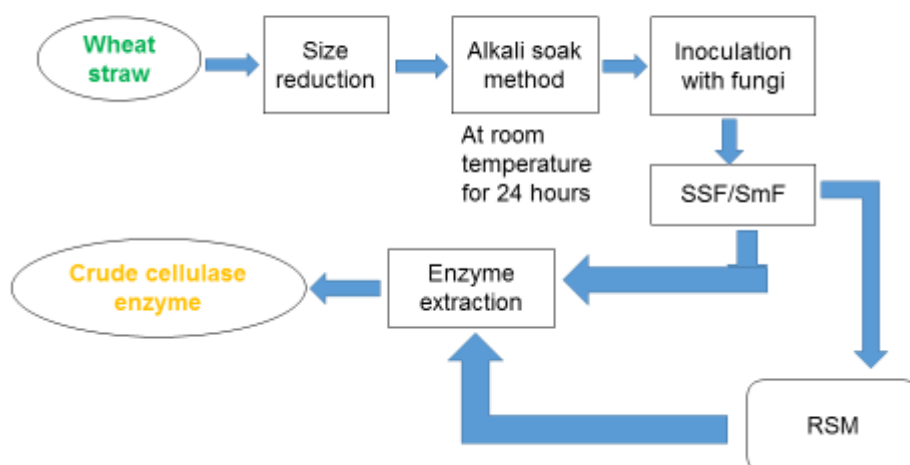 Wheat
straw
Size
reduction
Alkali soak
method
Inoculation
with fungi
At room
temperature
for 24 hours
SSF/SmF
Crude cellulase
enzyme
Enzyme
extraction
RSM